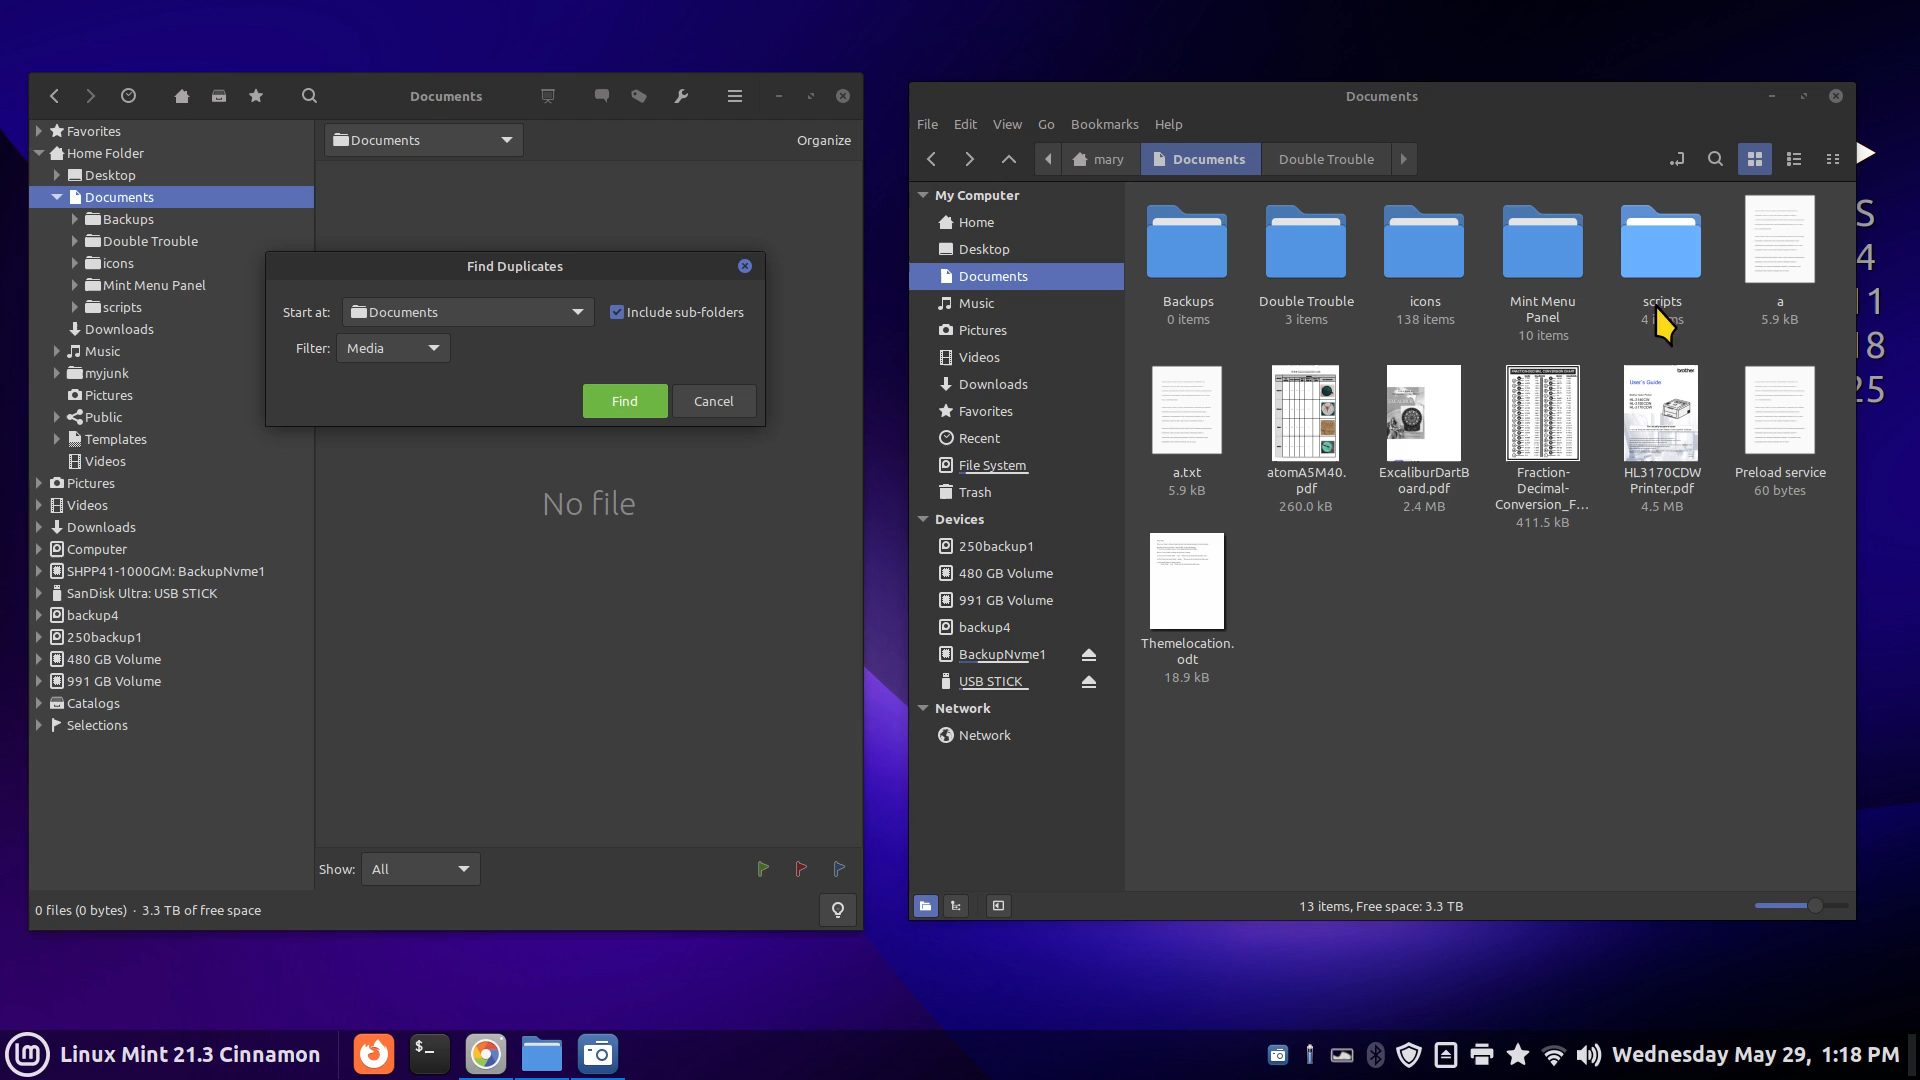 Documents
Favorites
Home Folder
Desktop
Documents
Backups
Double Trouble
icons
Mint Menu Panel
scripts
Downloads
Music
myjunk
Pictures
Public
Templates
Videos
Pictures
Videos
Downloads
Computer
SHPP41-1000GM: BackupNvme1
SanDisk Ultra: USB STICK
backup4
250backup1
480 GB Volume
991 GB Volume
Catalogs
Selections
Documents
Organize
No file
Show: All
0 files (0 bytes) · 3.3 TB of free space
Find Duplicates
Start at: Documents Include sub-folders
Filter: Media
Find Cancel
Documents
File Edit View Go Bookmarks Help
mary Documents Double Trouble
My Computer
Home
Desktop
Documents
Music
Pictures
Videos
Downloads
Favorites
Recent
File System
Trash
Devices
250backup1
480 GB Volume
991 GB Volume
backup4
BackupNvme1
USB STICK
Network
Network
Backups
0 items
Double Trouble
3 items
icons
138 items
Mint Menu
Panel
10 items
scripts
a
5.9 kB
a.txt
5.9 kB
atomA5M40.
pdf
260.0 kB
ExcaliburDartB
oard.pdf
2.4 MB
Fraction-
Decimal-
Conversion_F...
411.5 kB
brother
User's Guide
HL3170CDW
Printer.pdf
4.5 MB
Preload service
60 bytes
Themelocation.
odt
18.9 kB
13 items, Free space: 3.3 TB
S
4
11
18
25
Linux Mint 21.3 Cinnamon
$-
Wednesday May 29, 1:18 PM